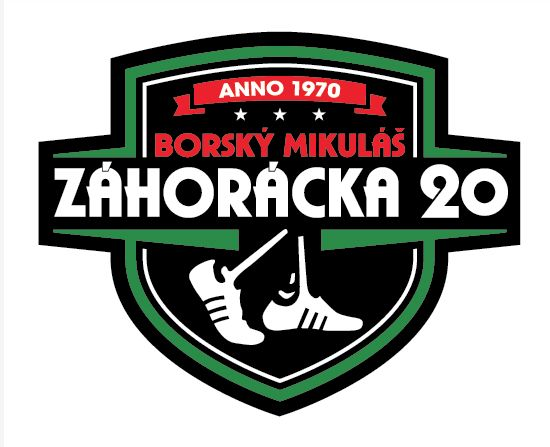 ANNO 1970
BORSKÝ MIKULÁŠ
ZÁHORÁCKA 20